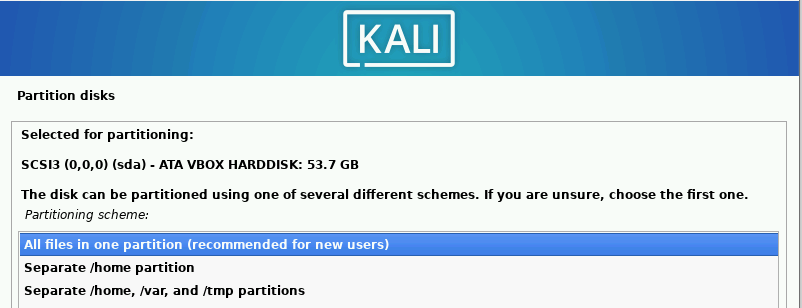 KALI
Partition disks
Selected for partitioning:
SCSI3 (0,0,0) (sda) - ATA VBOX HARDDISK: 53.7 GB
The disk can be partitioned using one of several different schemes. If you are unsure, choose the first one.
Partitioning scheme:
All files in one partition (recommended for new users)
Separate /home partition
Separate /home, /var, and /tmp partitions